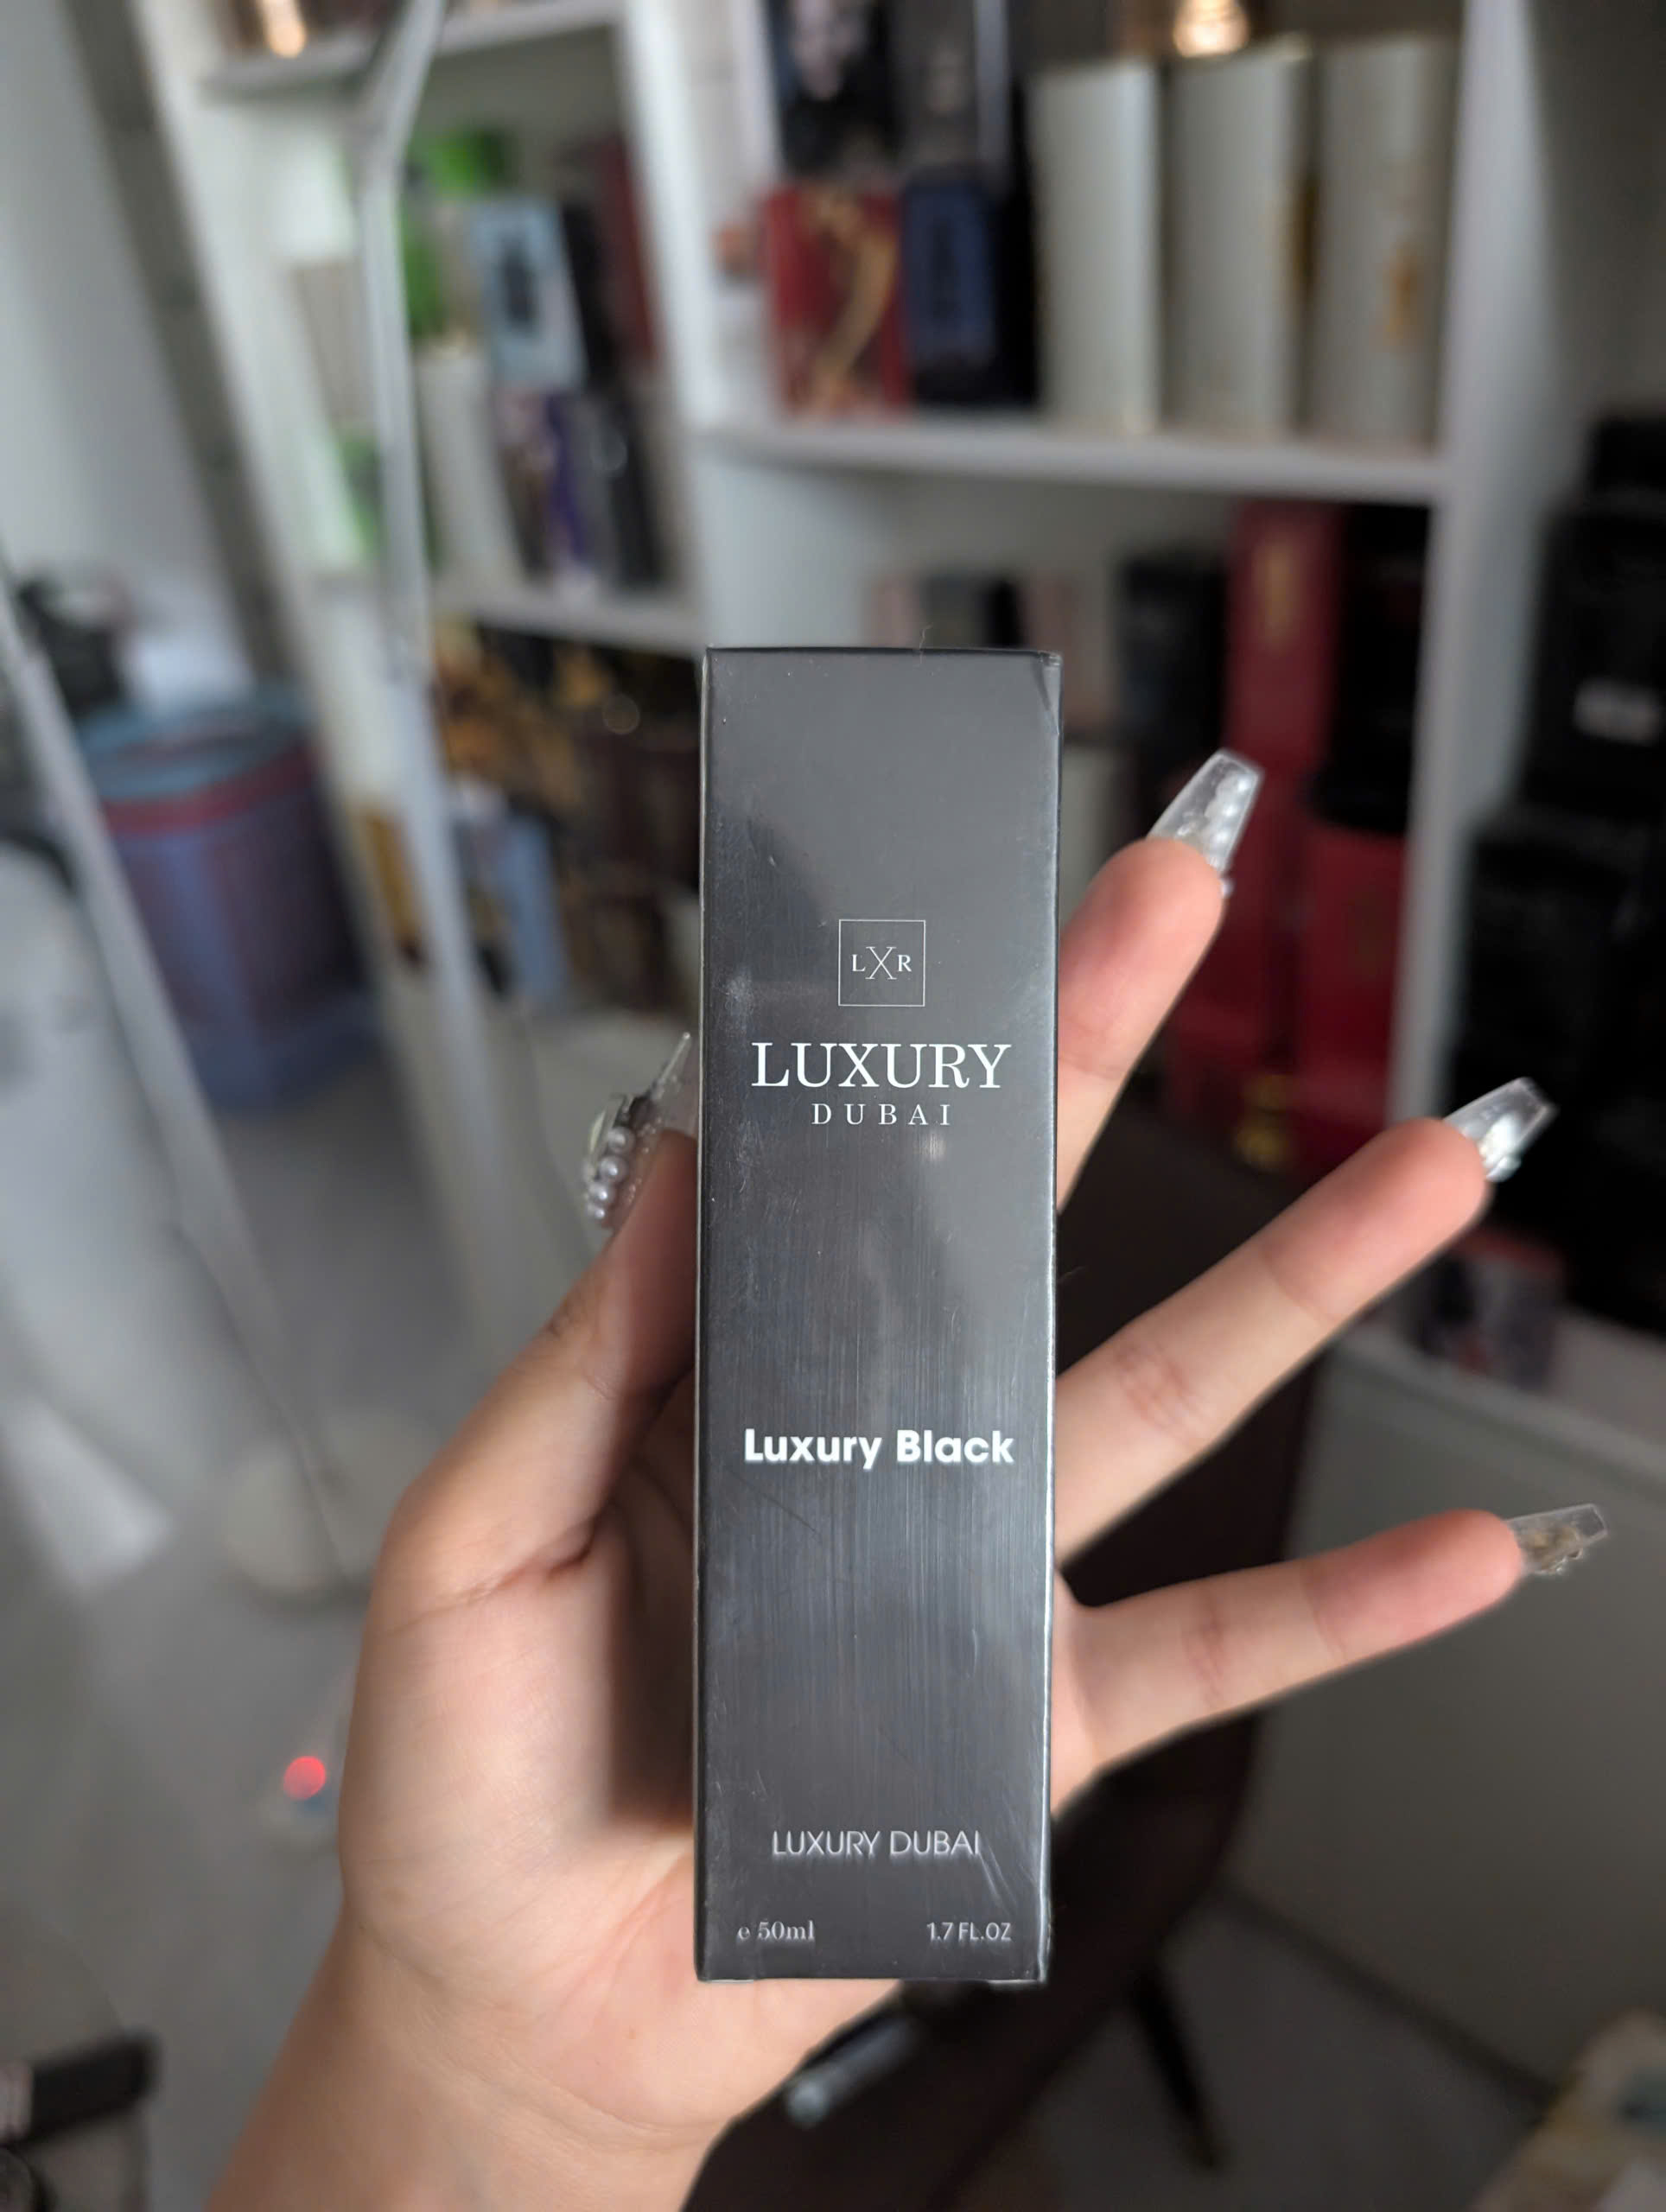 LXR
LUXURY
DUBAI
Luxury Black
LUXURY DUBAI
e 50ml 1.7 FL.OZ